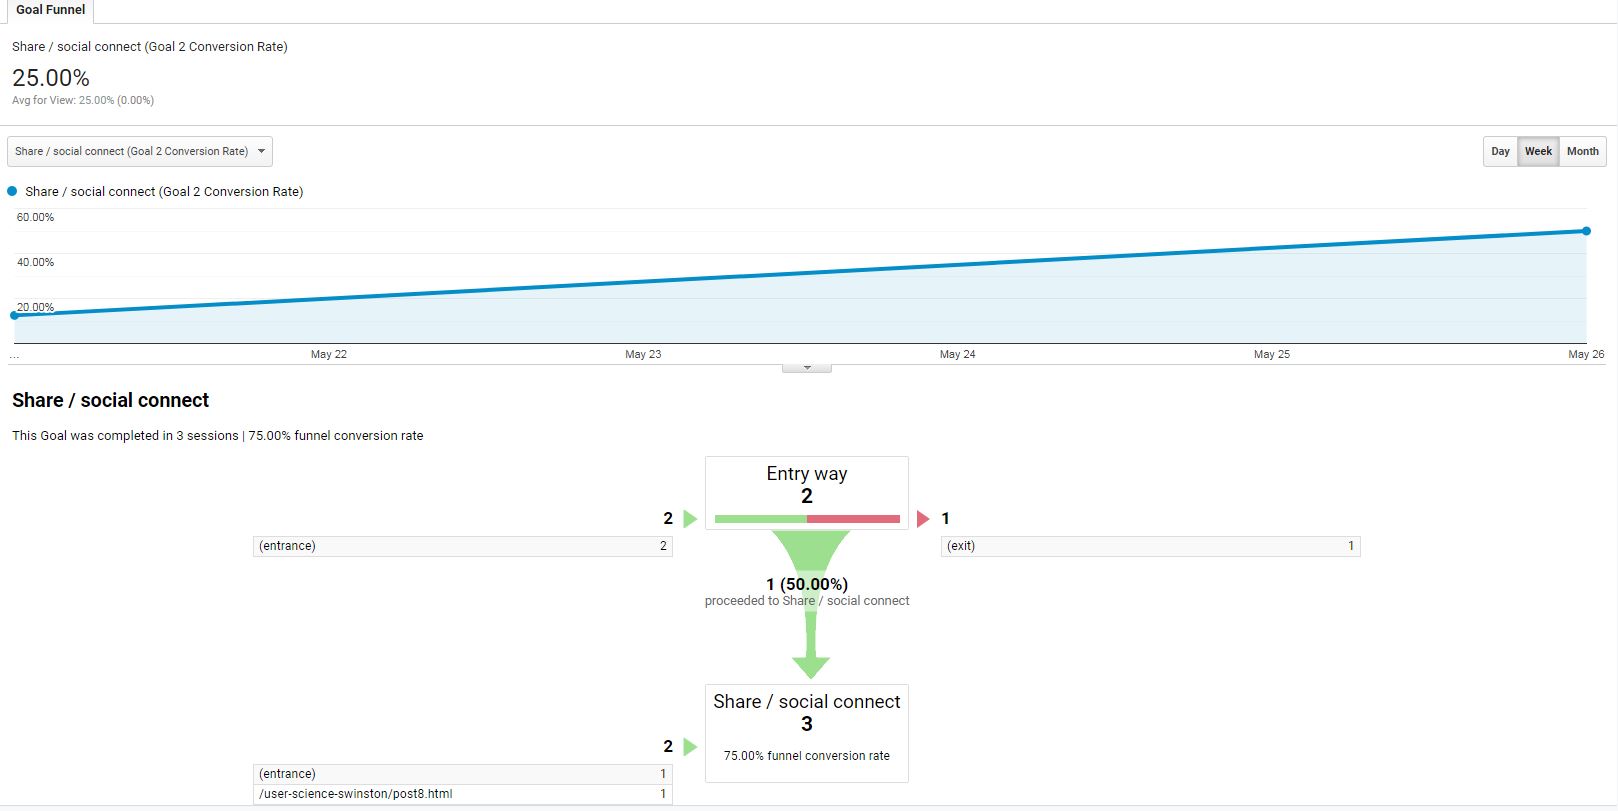 Goal Funnel
Share / social connect (Goal 2 Conversion Rate)
25.00%
Avg for View: 25.00% (0.00%)
Share / social connect (Goal 2 Conversion Rate)
Day Week Month
Share / social connect (Goal 2 Conversion Rate)
60.00%
40.00%
20.00%
... May 22 May 23 May 24 May 25 May 26
Share / social connect
This Goal was completed in 3 sessions | 75.00% funnel conversion rate
Entry way
2
2 1
(entrance) 2 (exit) 1
1 (50.00%)
proceeded to Share / social connect
Share / social connect
3
2
75.00% funnel conversion rate
(entrance) 1
/user-science-swinston/post8.html 1